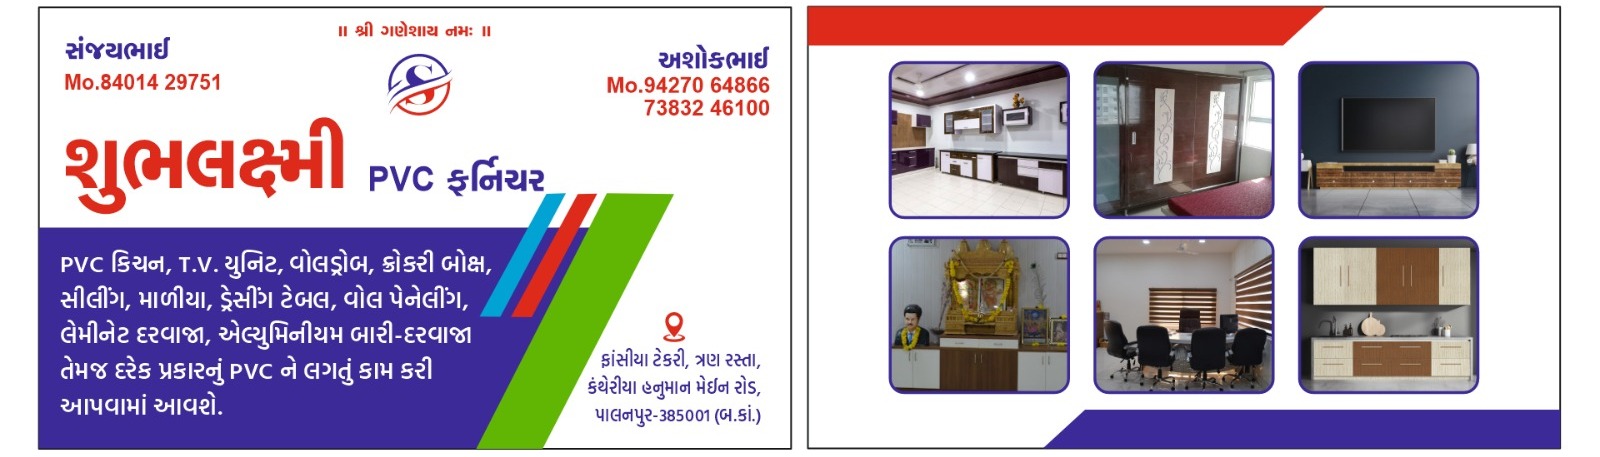 ॥ શ્રી ગણેશાય નમઃ ॥
સંજયભાઈ
Mo.84014 29751
અશોકભાઈ
Mo.94270 64866
73832 46100
શુભલક્ષ્મી PVC ફર્નિચર
PVC કિચન, T.V. યુનિટ, વોલડ્રોબ, ક્રોકરી બોક્ષ,
સીલીંગ, માળીયા, ડ્રેસીંગ ટેબલ, વોલ પેનેલીંગ,
લેમીનેટ દરવાજા, એલ્યુમિનીયમ બારી-દરવાજા
તેમજ દરેક પ્રકારનું PVC ને લગતું કામ કરી
આપવામાં આવશે.
ફાંસીયા ટેકરી, ત્રણ રસ્તા,
કંથેરીયા હનુમાન મેઈન રોડ,
પાલનપુર-385001 (બ.કાં.)